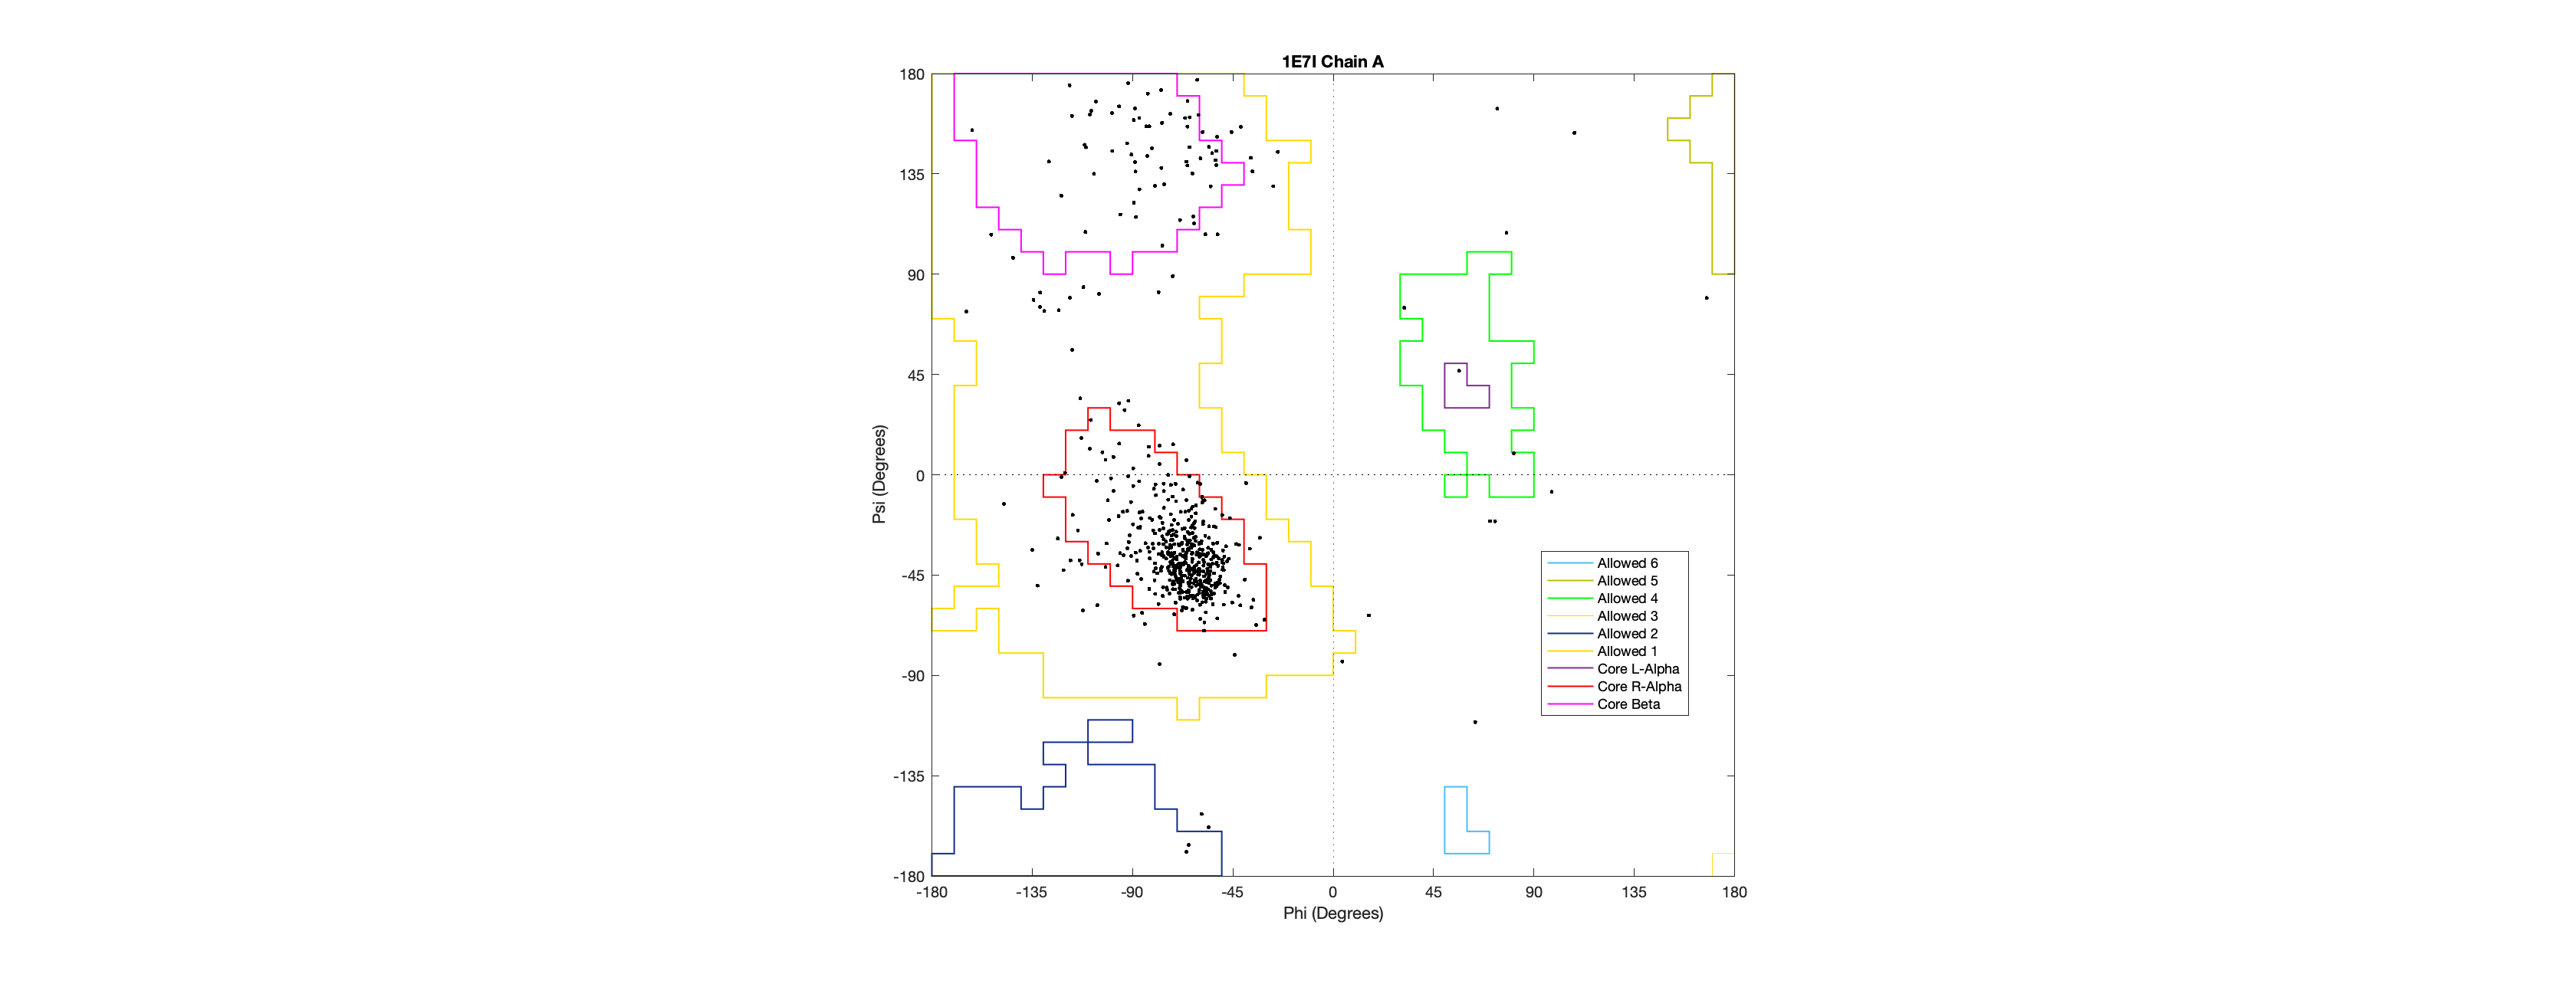 1E7I Chain A
180
135
90
45
0
-45
-90
-135
-180
Psi (Degrees)
-180
-135
-90
-45
0
45
90
135
180
Phi (Degrees)
Allowed 6
Allowed 5
Allowed 4
Allowed 3
Allowed 2
Allowed 1
Core L-Alpha
Core R-Alpha
Core Beta